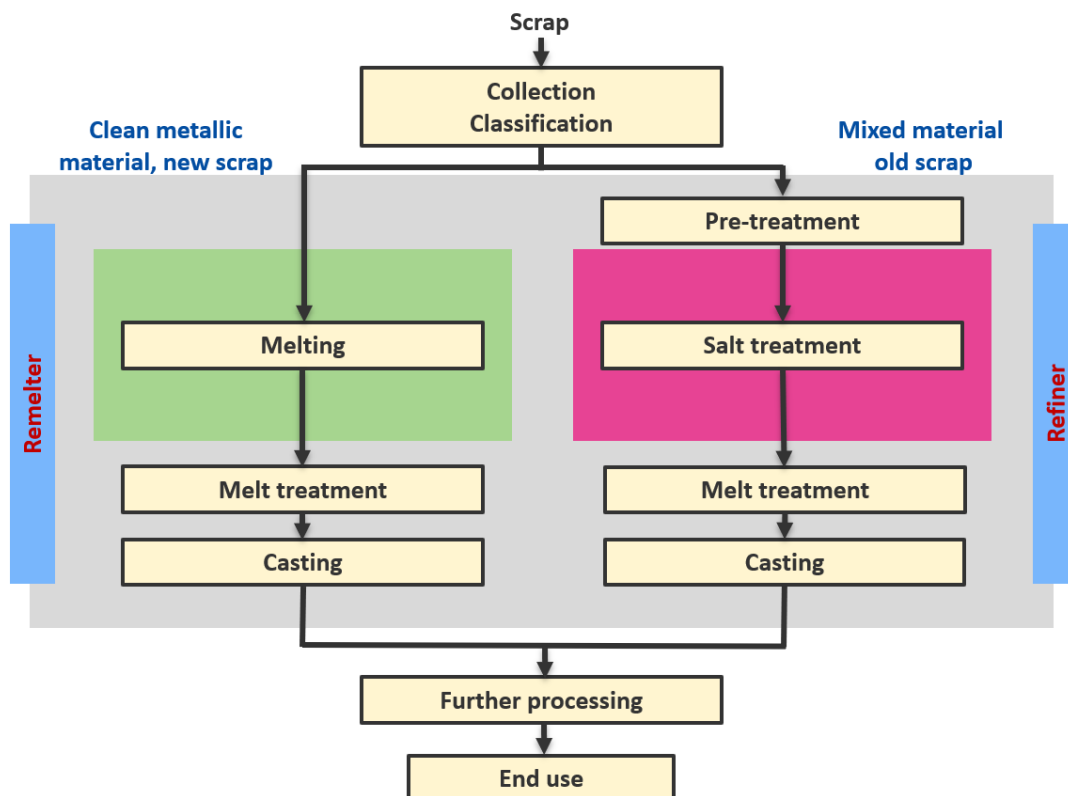 Scrap
Collection
Classification
Clean metallic
material, new scrap
Mixed material
old scrap
Pre-treatment
Melting
Salt treatment
Remelter
Refiner
Melt treatment
Melt treatment
Casting
Casting
Further processing
End use